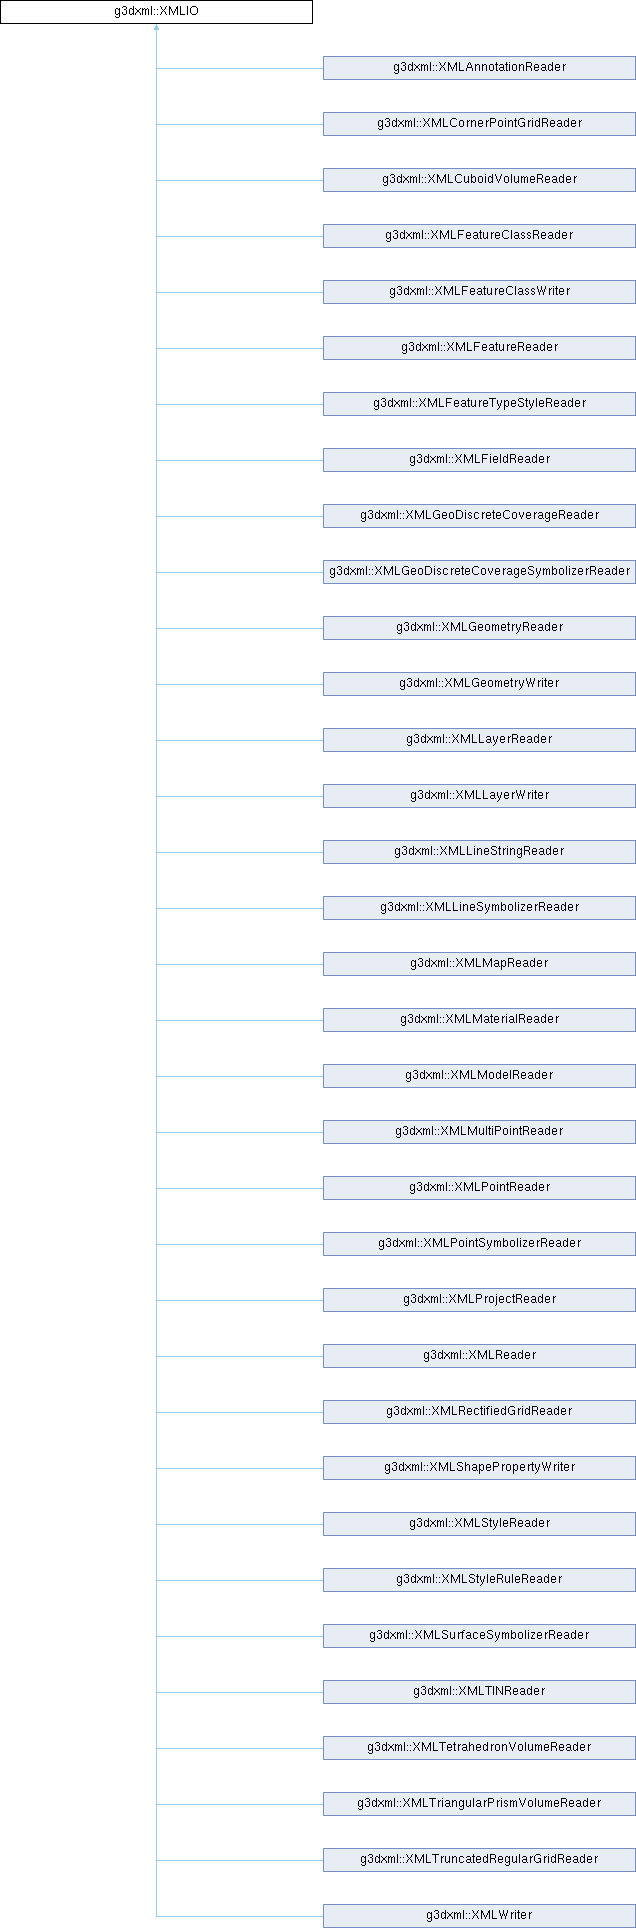 g3dxml::XMLIO
g3dxml::XMLAnnotationReader
g3dxml::XMLCornerPointGridReader
g3dxml::XMLCuboidVolumeReader
g3dxml::XMLFeatureClassReader
g3dxml::XMLFeatureClassWriter
g3dxml::XMLFeatureReader
g3dxml::XMLFeatureTypeStyleReader
g3dxml::XMLFieldReader
g3dxml::XMLGeoDiscreteCoverageReader
g3dxml::XMLGeoDiscreteCoverageSymbolizerReader
g3dxml::XMLGeometryReader
g3dxml::XMLGeometryWriter
g3dxml::XMLLayerReader
g3dxml::XMLLayerWriter
g3dxml::XMLLineStringReader
g3dxml::XMLLineSymbolizerReader
g3dxml::XMLMapReader
g3dxml::XMLMaterialReader
g3dxml::XMLModelReader
g3dxml::XMLMultiPointReader
g3dxml::XMLPointReader
g3dxml::XMLPointSymbolizerReader
g3dxml::XMLProjectReader
g3dxml::XMLReader
g3dxml::XMLRectifiedGridReader
g3dxml::XMLShapePropertyWriter
g3dxml::XMLStyleReader
g3dxml::XMLStyleRuleReader
g3dxml::XMLSurfaceSymbolizerReader
g3dxml::XMLTINReader
g3dxml::XMLTetrahedronVolumeReader
g3dxml::XMLTriangularPrismVolumeReader
g3dxml::XMLTruncatedRegularGridReader
g3dxml::XMLWriter